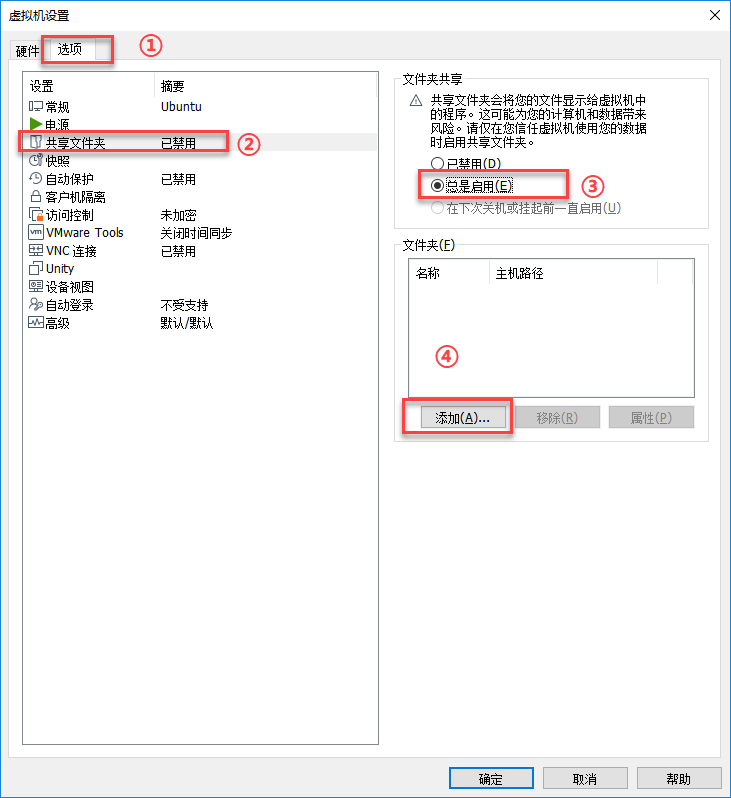 虚拟机设置
硬件 选项 ①
设置 摘要
常规 Ubuntu
电源
共享文件夹 已禁用 ②
快照
自动保护 已禁用
客户机隔离
访问控制 未加密
vm VMware Tools 关闭时间同步
VNC 连接 已禁用
Unity
设备视图
自动登录 不受支持
高级 默认/默认
文件夹共享
共享文件夹会将您的文件显示给虚拟机中
的程序。这可能为您的计算机和数据带来
风险。请仅在您信任虚拟机使用您的数据
时启用共享文件夹。
已禁用(D)
总是启用(E) ③
在下次关机或挂起前一直启用(U)
文件夹(F)
名称 主机路径
④
添加(A)... 移除(R) 属性(P)
确定 取消 帮助